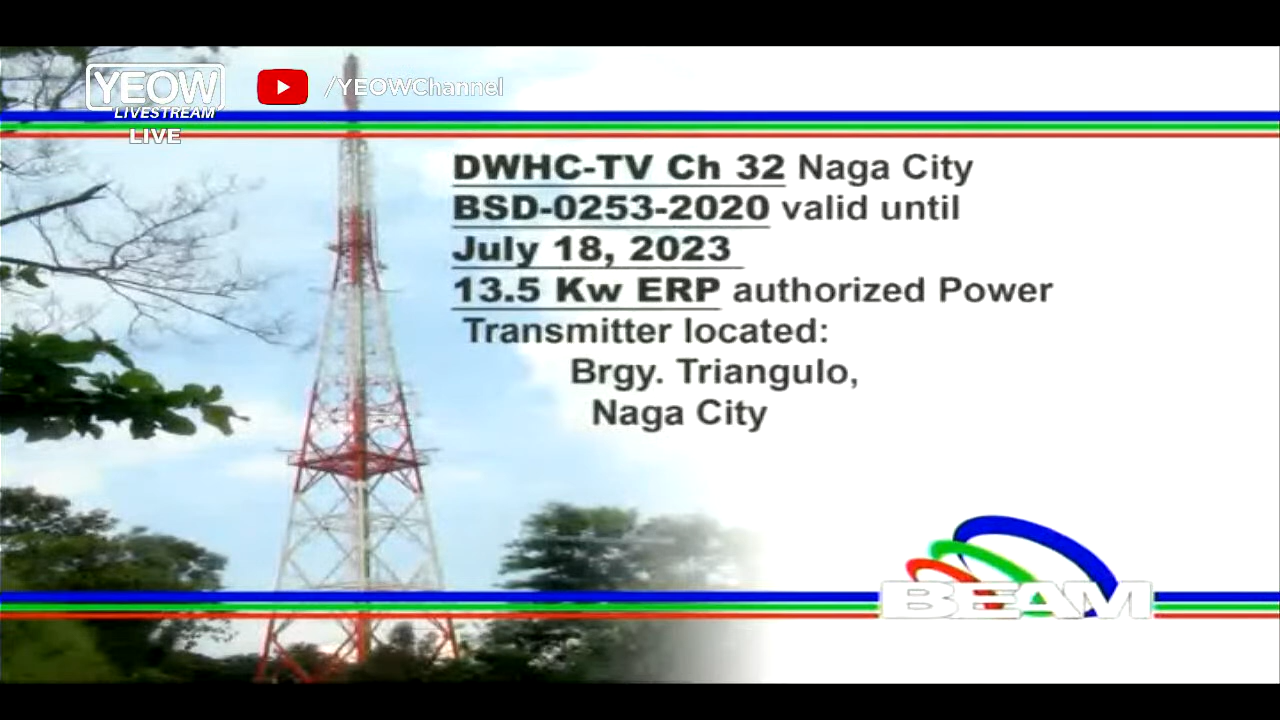 YEOW
LIVESTREAM
LIVE
/YEOWChannel
DWHC-TV Ch 32 Naga City
BSD-0253-2020 valid until
July 18, 2023
13.5 Kw ERP authorized Power
Transmitter located:
Brgy. Triangulo,
Naga City
BEAM